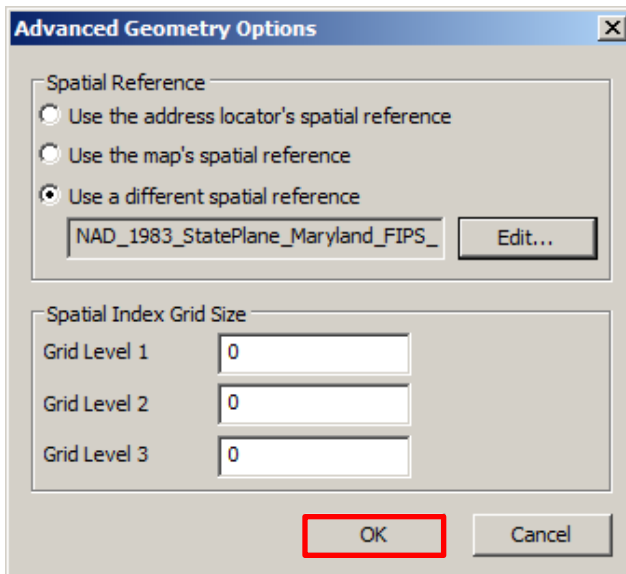 Advanced Geometry Options
Spatial Reference
Use the address locator's spatial reference
Use the map's spatial reference
Use a different spatial reference
NAD_1983_StatePlane_Maryland_FIPS_
Edit...
Spatial Index Grid Size
Grid Level 1 0
Grid Level 2 0
Grid Level 3 0
OK Cancel